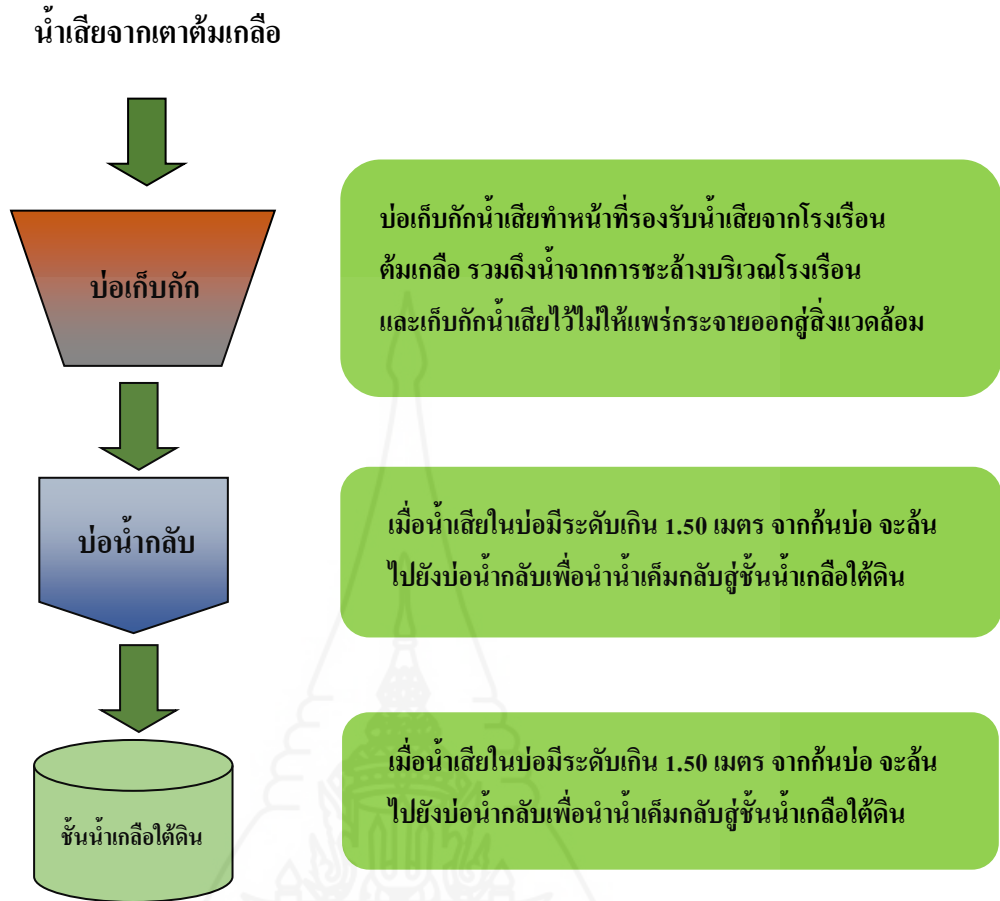 น้ำเสียจากเตาต้มเกลือ
บ่อเก็บกัก
บ่อเก็บกักน้ำเสียทำหน้าที่รองรับน้ำเสียจากโรงเรือน
ต้มเกลือ รวมถึงน้ำจากการชะล้างบริเวณโรงเรือน
และเก็บกักน้ำเสียไว้ไม่ให้แพร่กระจายออกสู่สิ่งแวดล้อม
บ่อน้ำกลับ
เมื่อน้ำเสียในบ่อมีระดับเกิน 1.50 เมตร จากก้นบ่อ จะล้น
ไปยังบ่อน้ำกลับเพื่อนำน้ำเค็มกลับสู่ชั้นน้ำเกลือใต้ดิน
ชั้นน้ำเกลือใต้ดิน
เมื่อน้ำเสียในบ่อมีระดับเกิน 1.50 เมตร จากก้นบ่อ จะล้น
ไปยังบ่อน้ำกลับเพื่อนำน้ำเค็มกลับสู่ชั้นน้ำเกลือใต้ดิน